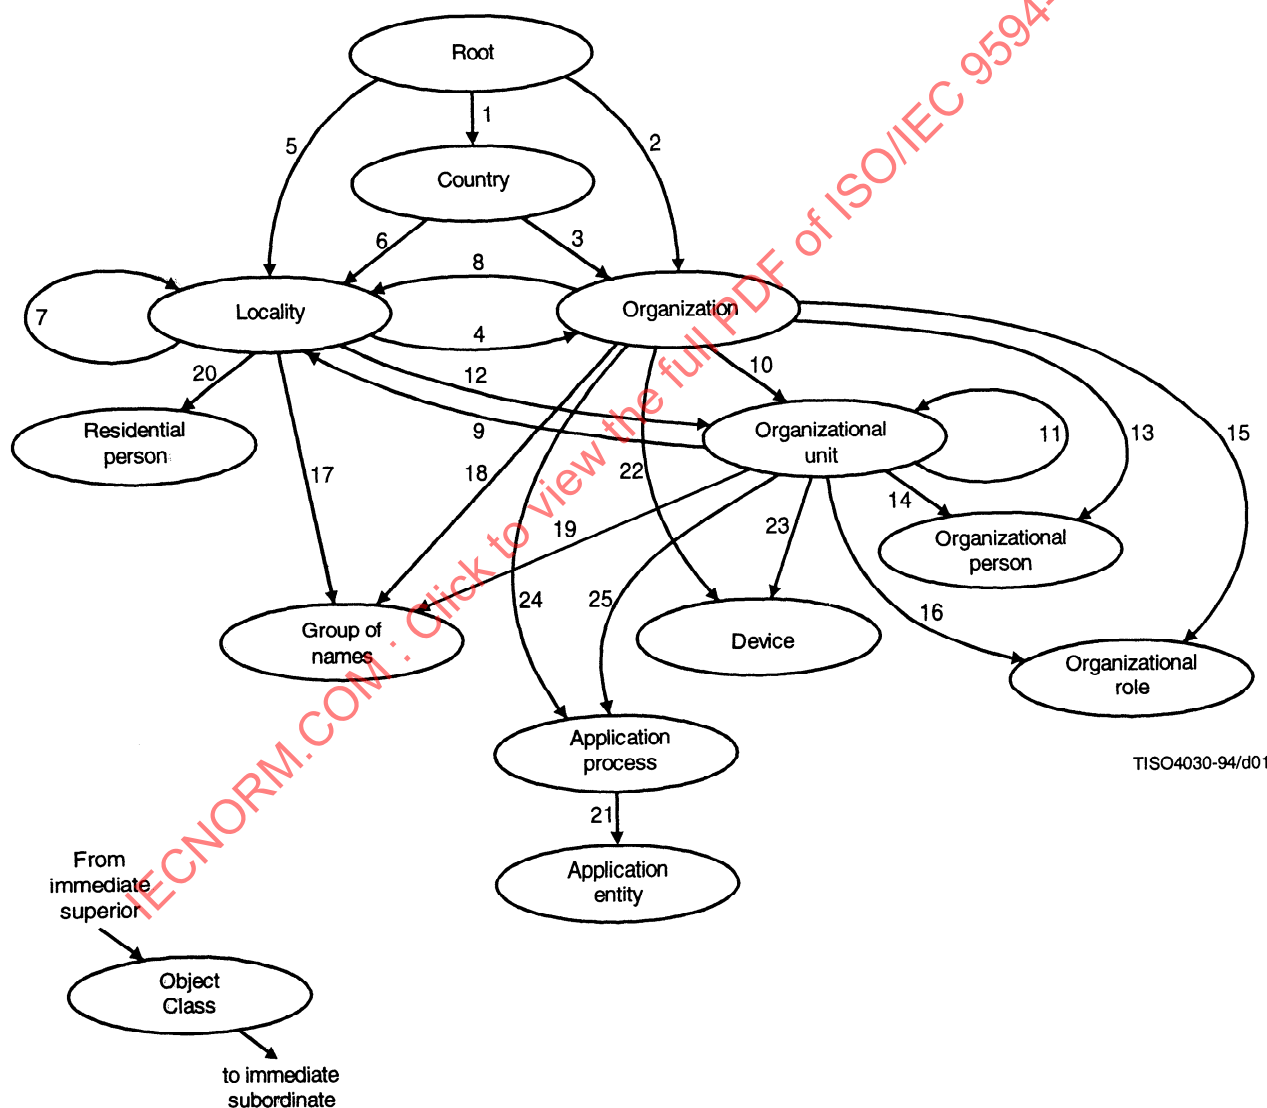 Root
1
5
2
Country
6
3
8
7
Locality
Organization
4
20
12
10
Residential
person
9
Organizational
unit
11
13
15
17
18
22
14
19
23
Organizational
person
24
25
16
Group of
names
Device
Organizational
role
Application
process
TISO4030-94/d01
21
From
immediate
superior
Application
entity
Object
Class
to immediate
subordinate
IECNORM.COM : Click to view the full PDF of ISO/IEC 9594-